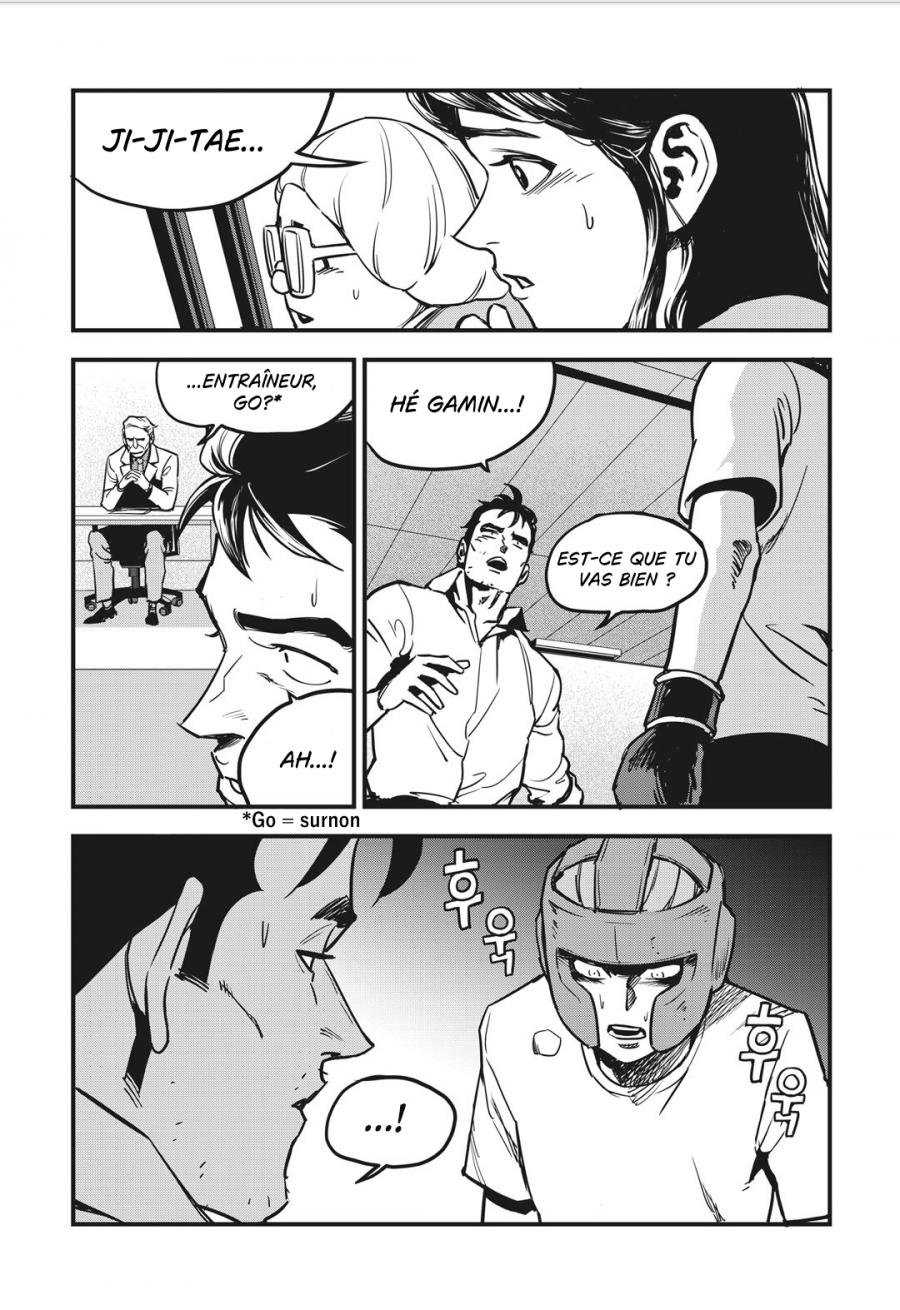 JI-JI-TAE...
...ENTRAÎNEUR,
GO?*
AH...!
HÉ GAMIN...!
EST-CE QUE TU
VAS BIEN ?
*Go = surnon
후
욱
...!
후
욱